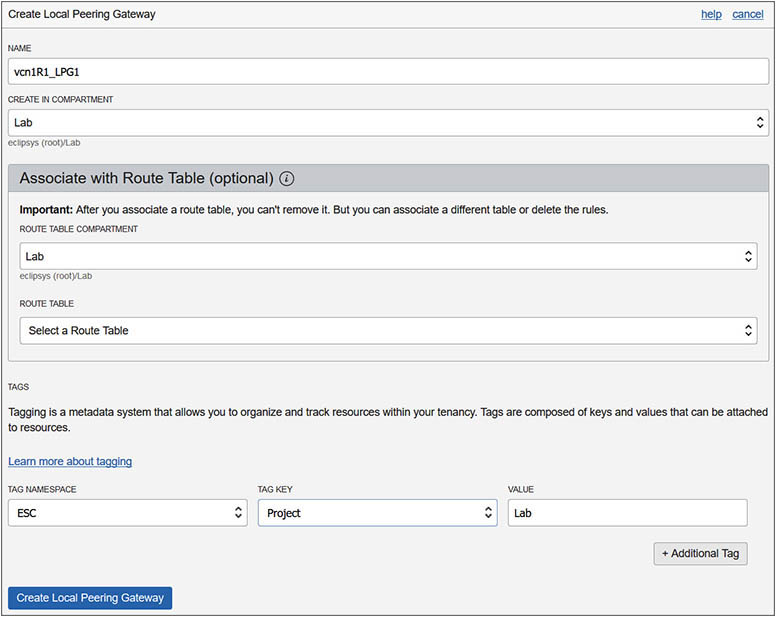 Create Local Peering Gateway
help cancel
NAME
vcn1R1_LPG1
CREATE IN COMPARTMENT
Lab
eclipsys (root)/Lab
Associate with Route Table (optional) i
Important: After you associate a route table, you can't remove it. But you can associate a different table or delete the rules.
ROUTE TABLE COMPARTMENT
Lab
eclipsys (root)/Lab
ROUTE TABLE
Select a Route Table
TAGS
Tagging is a metadata system that allows you to organize and track resources within your tenancy. Tags are composed of keys and values that can be attached
to resources.
Learn more about tagging
TAG NAMESPACE TAG KEY VALUE
ESC Project Lab
+ Additional Tag
Create Local Peering Gateway